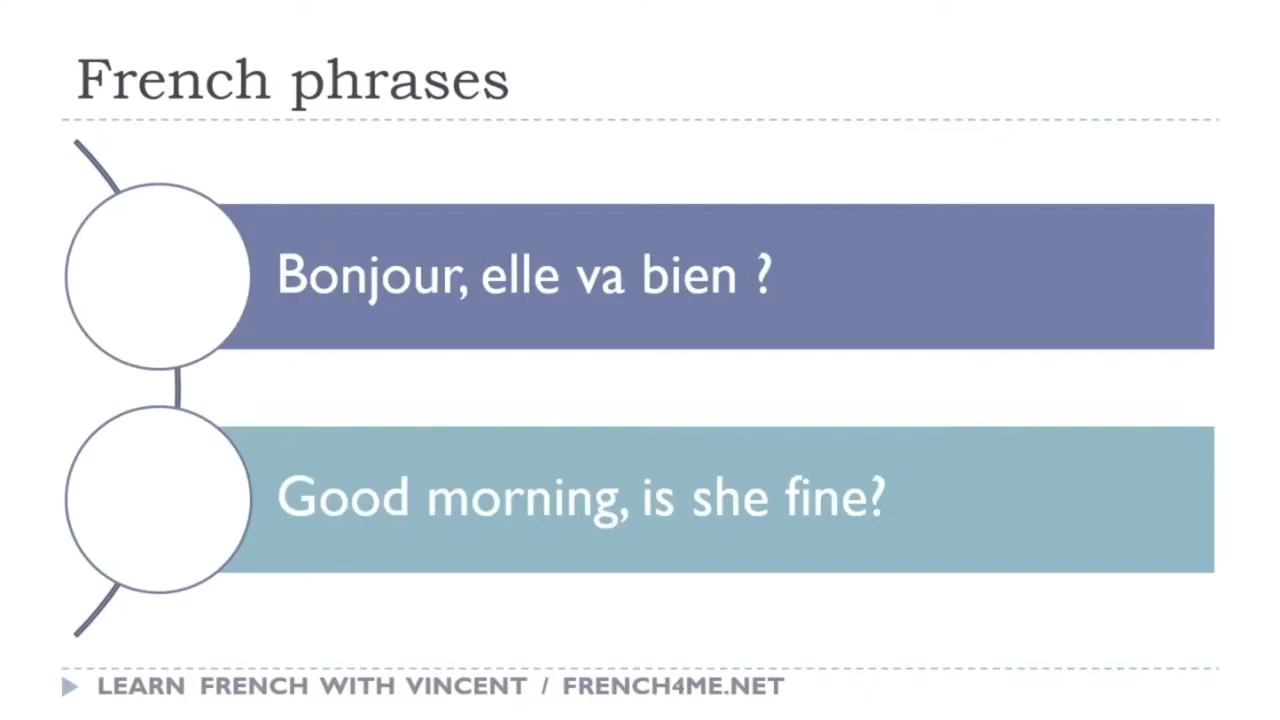 French phrases
Bonjour, elle va bien ?
Good morning, is she fine?
LEARN FRENCH WITH VINCENT / FRENCH4ME.NET